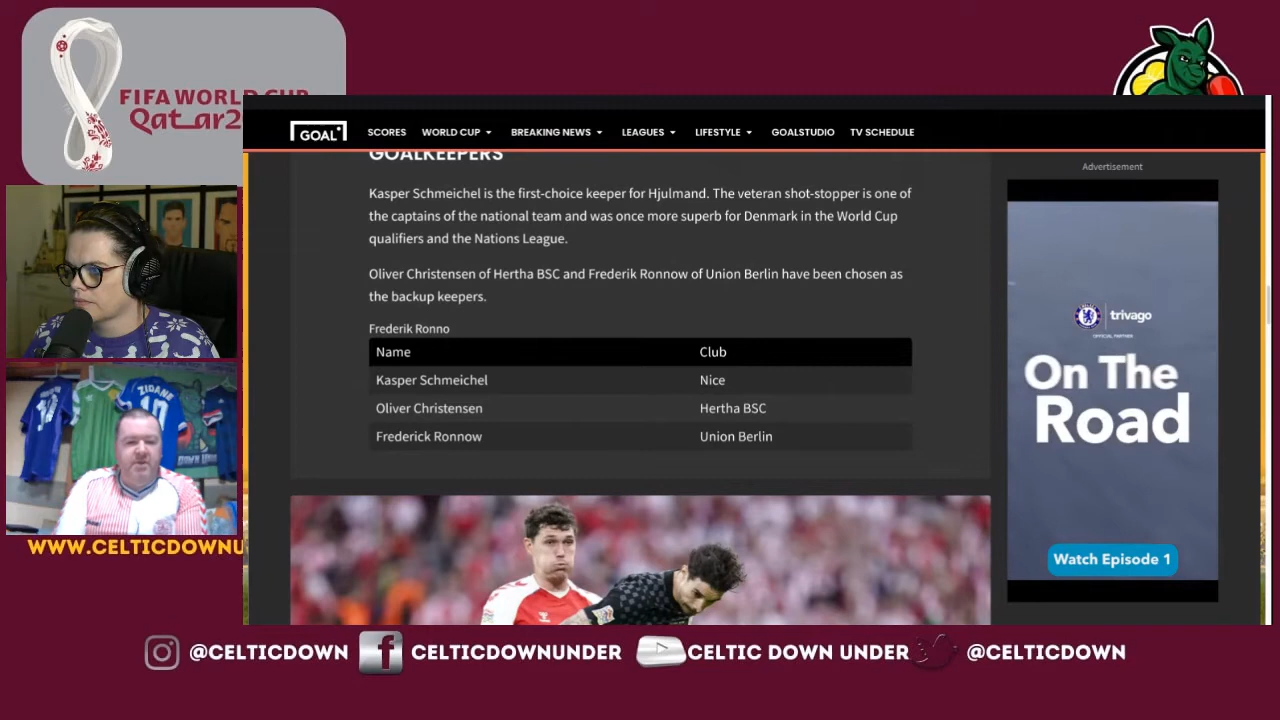 FIFA WORLD CUP
Qatar2
GOAL
SCORES
WORLD CUP
BREAKING NEWS
LEAGUES
LIFESTYLE
GOALSTUDIO
TV SCHEDULE
GOALKEEPERS
Kasper Schmeichel is the first-choice keeper for Hjulmand. The veteran shot-stopper is one of
the captains of the national team and was once more superb for Denmark in the World Cup
qualifiers and the Nations League.
Oliver Christensen of Hertha BSC and Frederik Ronnow of Union Berlin have been chosen as
the backup keepers.
Frederik Ronno
Name Club
Kasper Schmeichel Nice
Oliver Christensen Hertha BSC
Frederick Ronnow Union Berlin
Advertisement
trivago
OFFICIAL PARTNER
On The
Road
Watch Episode 1
ZIDANE
10
WWW.CELTICDOWNU
@CELTICDOWN
CELTICDOWNUNDER
CELTIC DOWN UNDER
@CELTICDOWN